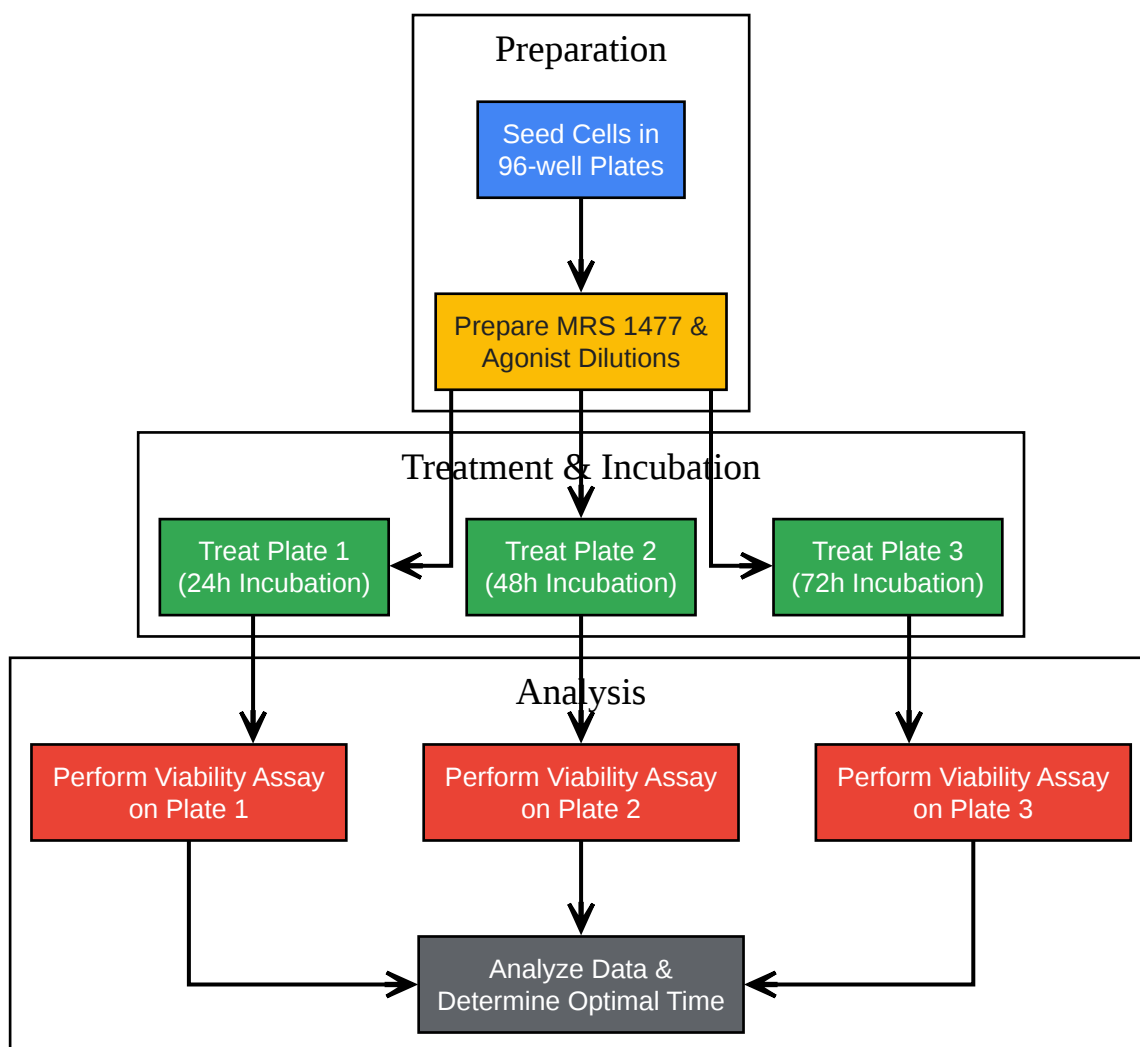 Preparation
Seed Cells in
96-well Plates
Prepare MRS 1477 &
Agonist Dilutions
Treatment & Incubation
Treat Plate 1
(24h Incubation)
Treat Plate 2
(48h Incubation)
Treat Plate 3
(72h Incubation)
Analysis
Perform Viability Assay
on Plate 1
Perform Viability Assay
on Plate 2
Perform Viability Assay
on Plate 3
Analyze Data &
Determine Optimal Time